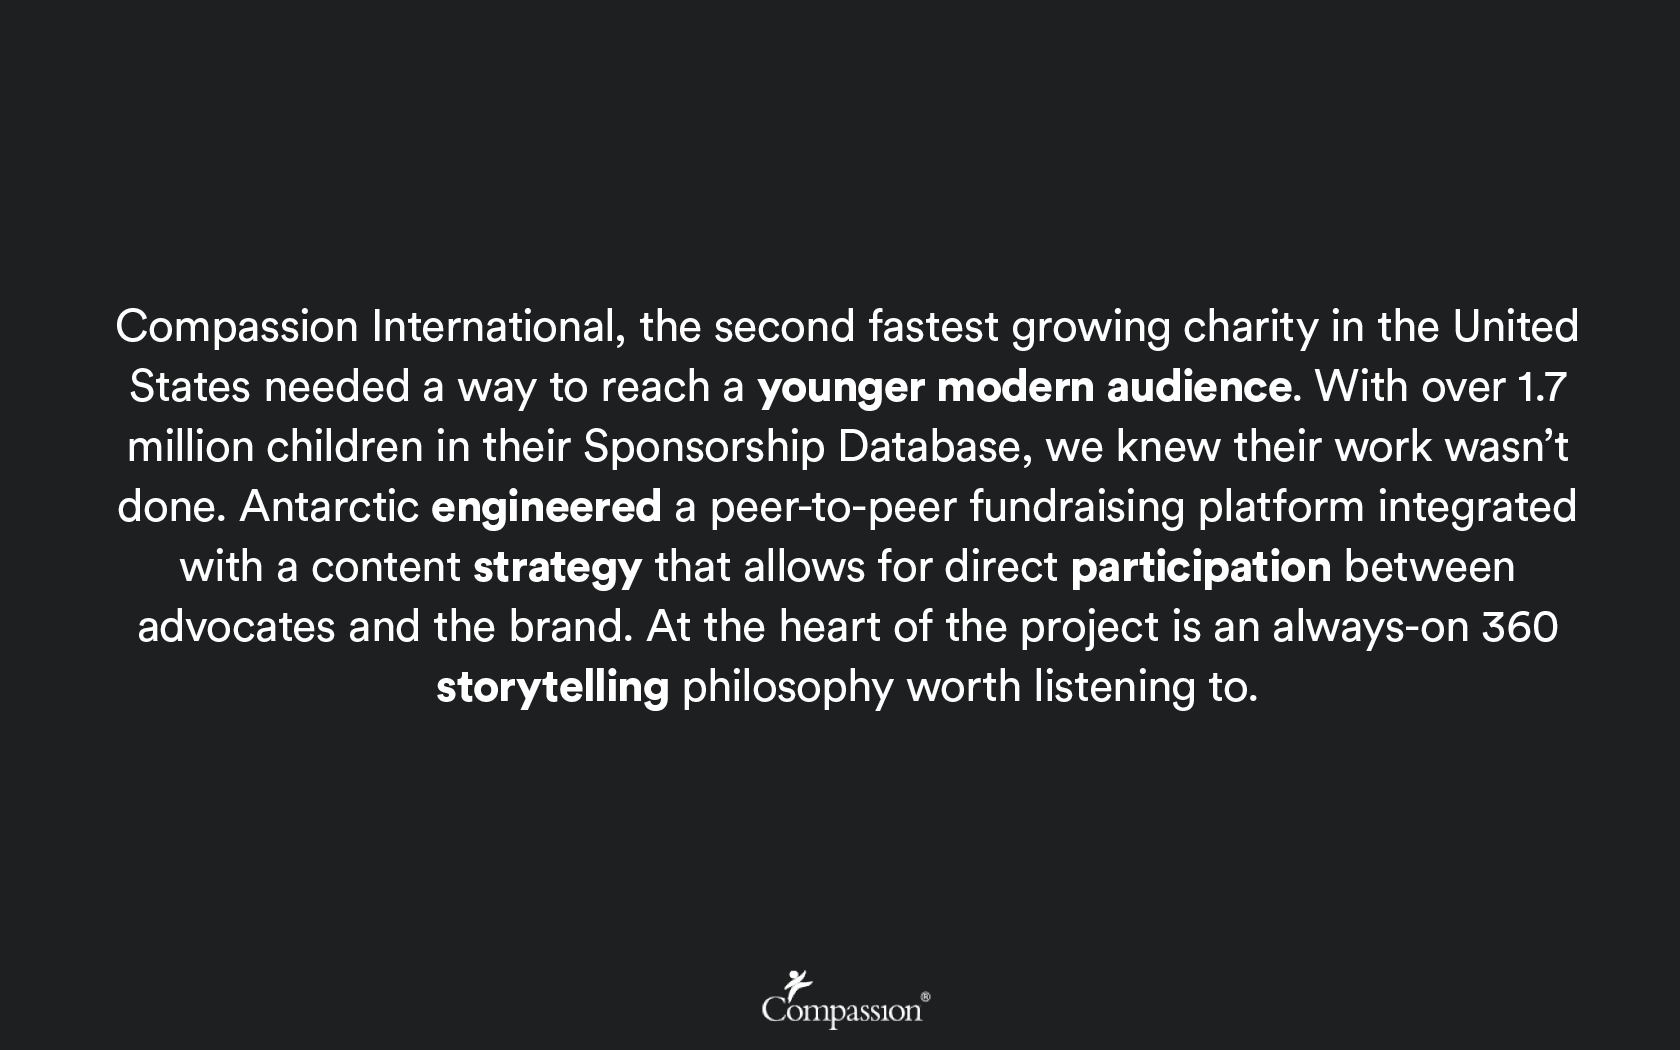 Compassion International, the second fastest growing charity in the United
States needed a way to reach a younger modern audience. With over 1.7
million children in their Sponsorship Database, we knew their work wasn’t
done. Antarctic engineered a peer-to-peer fundraising platform integrated
with a content strategy that allows for direct participation between
advocates and the brand. At the heart of the project is an always-on 360
storytelling philosophy worth listening to.
Compassion®